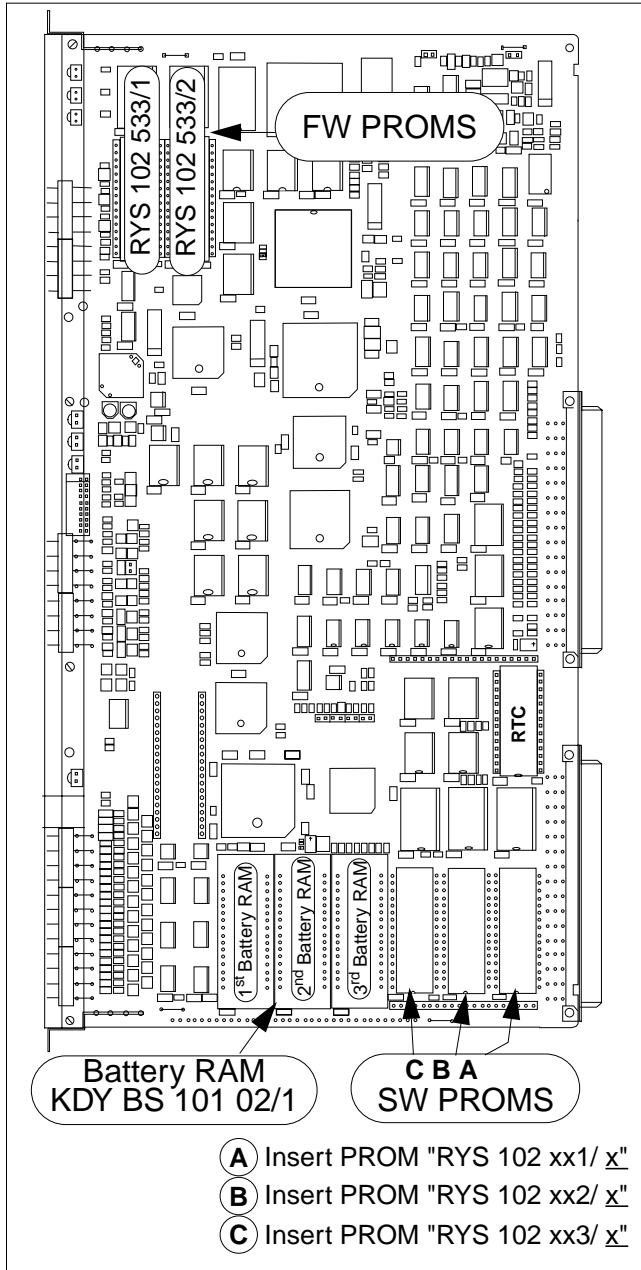 RYS 102 533/1
RYS 102 533/2
FW PROMS
RTC
1st Battery RAM
2nd Battery RAM
3rd Battery RAM
Battery RAM
KDY BS 101 02/1
C B A
SW PROMS
A Insert PROM "RYS 102 xx1/ x"
B Insert PROM "RYS 102 xx2/ x"
C Insert PROM "RYS 102 xx3/ x"